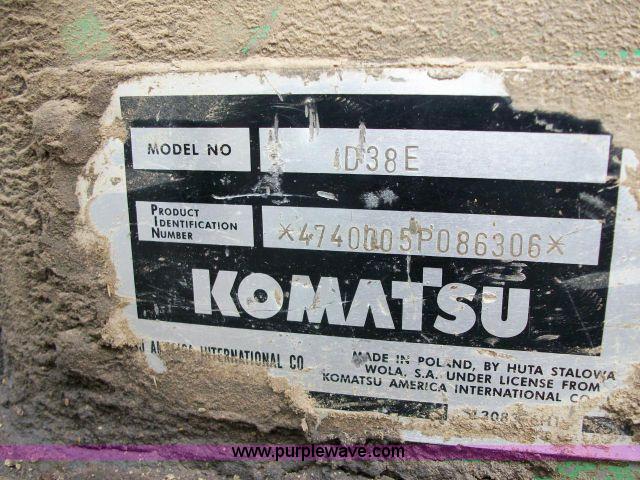 MODEL NO D38E
PRODUCT
IDENTIFICATION
NUMBER
*4740005P086306*
KOMATSU
INTERNATIONAL CO
MADE IN POLAND, BY HUTA STALOWA
WOLA, S.A. UNDER LICENSE FROM
KOMATSU AMERICA INTERNATIONAL CO
www.purplewave.com